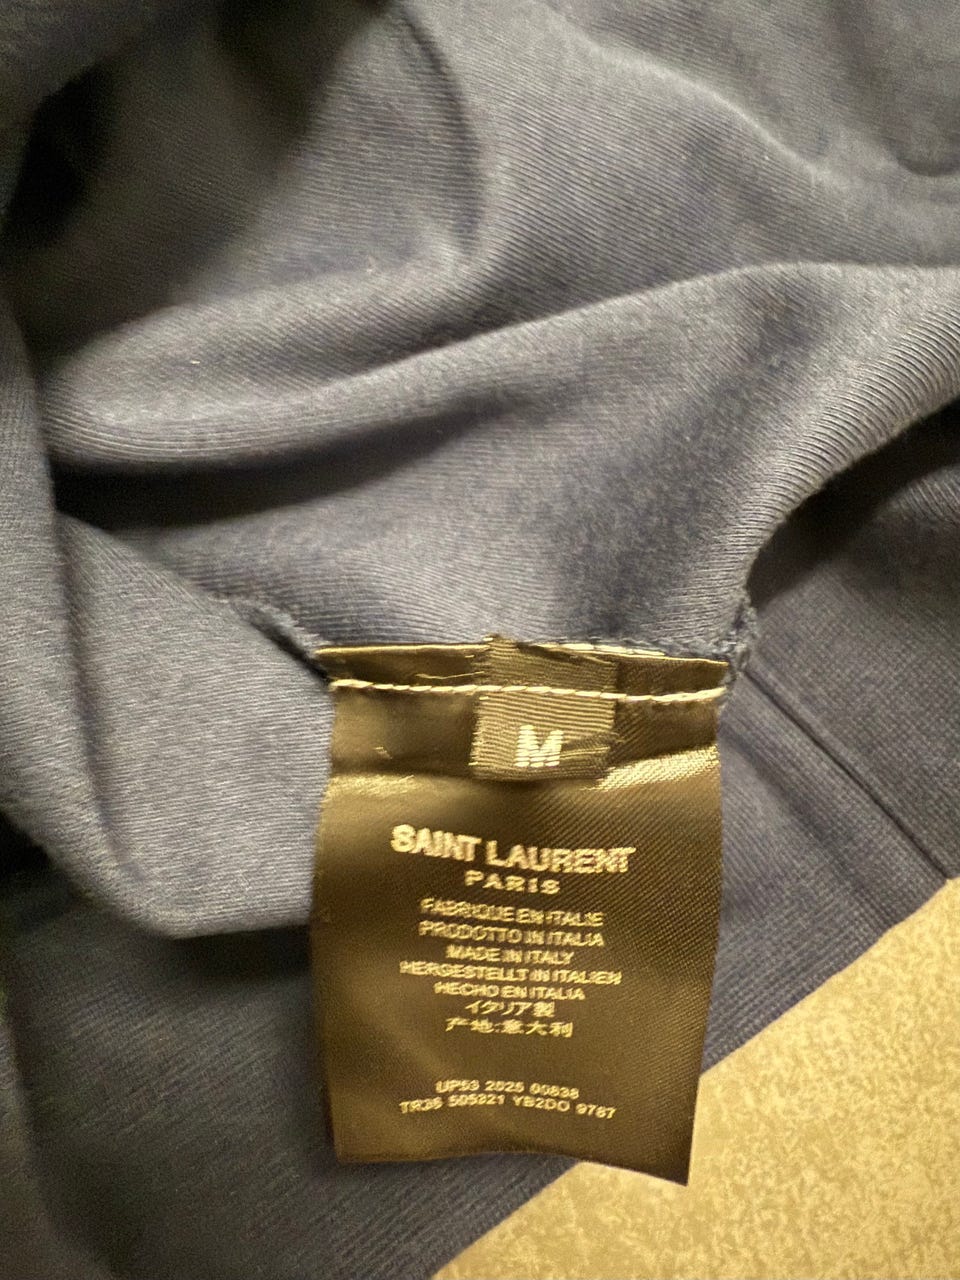 M
SAINT LAURENT
PARIS
FABRIQUE EN ITALIE
PRODOTTO IN ITALIA
MADE IN ITALY
HERGESTELLT IN ITALIEN
HECHO EN ITALIA
イタリア製
产地:意大利
UP53 2025 00838
TR36 505321 YB2DO 9787